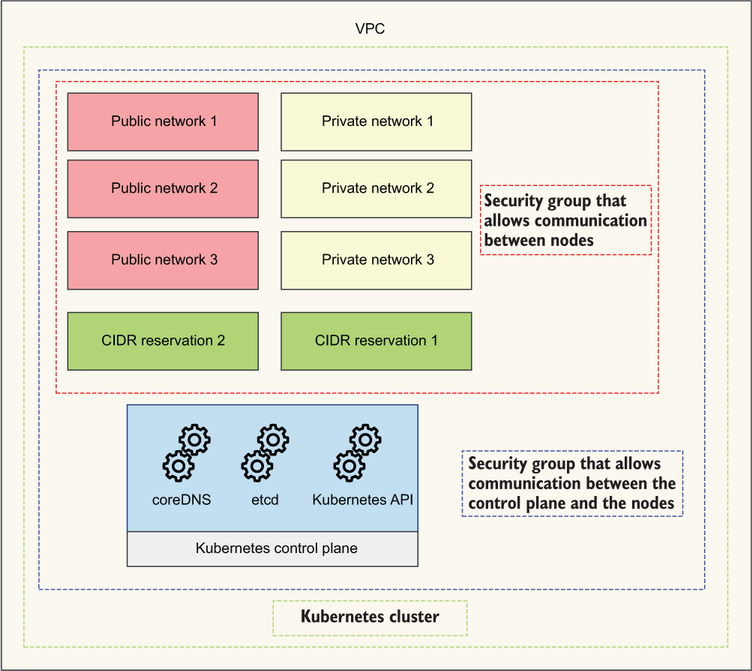 VPC
Public network 1
Private network 1
Public network 2
Private network 2
Security group that
allows communication
between nodes
Public network 3
Private network 3
CIDR reservation 2
CIDR reservation 1
coreDNS
etcd
Kubernetes API
Kubernetes control plane
Security group that allows
communication between the
control plane and the nodes
Kubernetes cluster